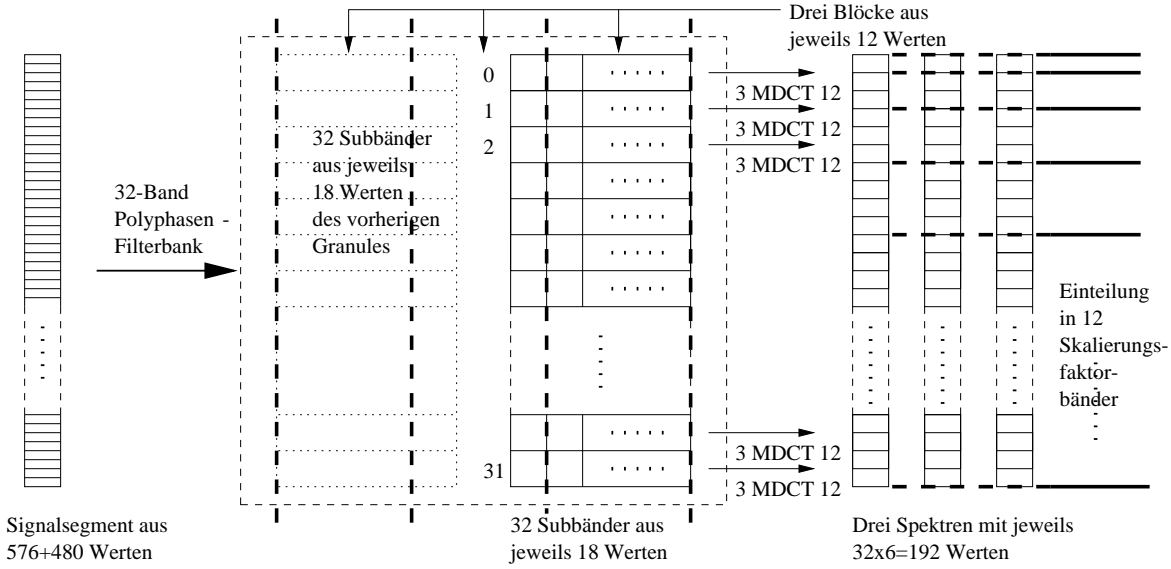 Drei Blöcke aus
jeweils 12 Werten
0
3 MDCT 12
1
3 MDCT 12
2
3 MDCT 12
32 Subbänder
aus jeweils
18 Werten
des vorherigen
Granules
32-Band
Polyphasen -
Filterbank
Einteilung
in 12
Skalierungs-
faktor-
bänder
3 MDCT 12
31
3 MDCT 12
Signalsegment aus
576+480 Werten
32 Subbänder aus
jeweils 18 Werten
Drei Spektren mit jeweils
32x6=192 Werten